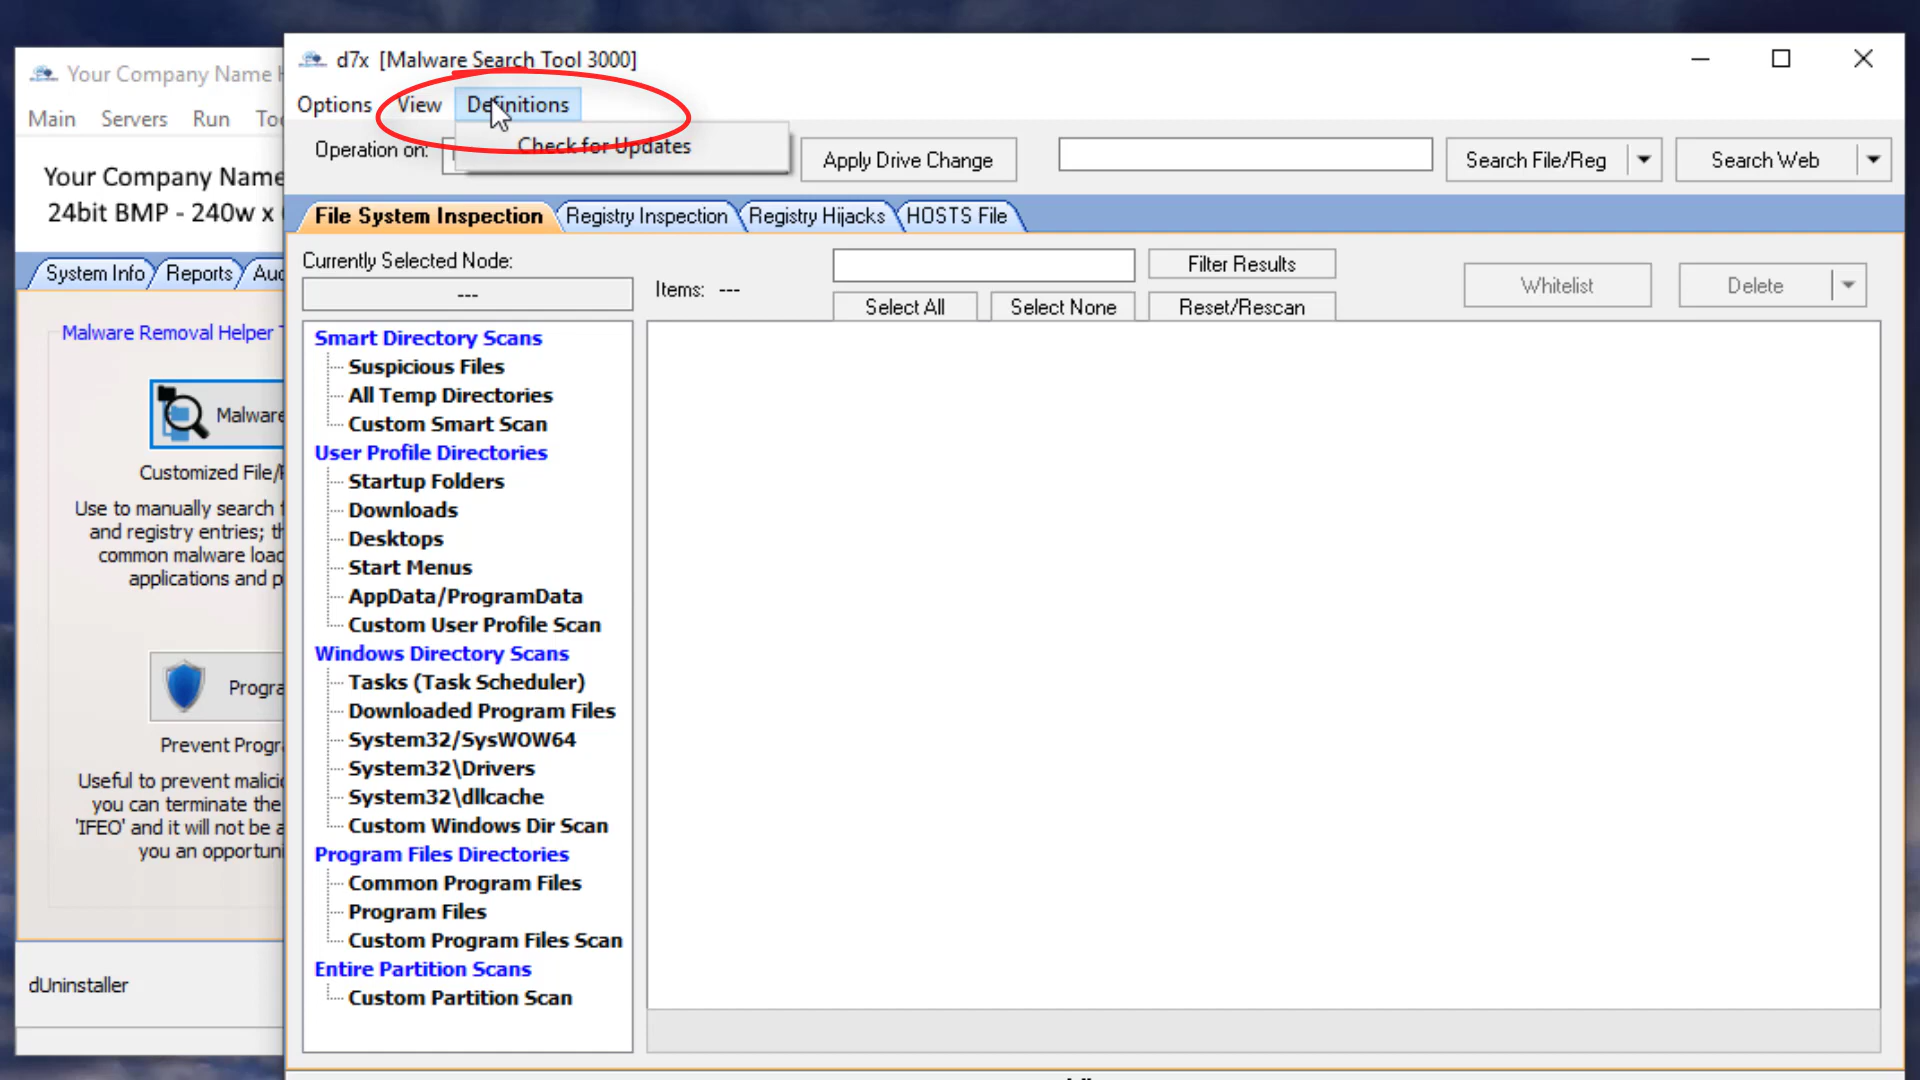 d7x [Malware Search Tool 3000]
Options View Definitions
Check for Updates
Operation on:
Apply Drive Change
Search File/Reg
Search Web
File System Inspection
Registry Inspection
Registry Hijacks
HOSTS File
Currently Selected Node:
---
Items: ---
Filter Results
Select All
Select None
Reset/Rescan
Whitelist
Delete
Smart Directory Scans
Suspicious Files
All Temp Directories
Custom Smart Scan
User Profile Directories
Startup Folders
Downloads
Desktops
Start Menus
AppData/ProgramData
Custom User Profile Scan
Windows Directory Scans
Tasks (Task Scheduler)
Downloaded Program Files
System32/SysWOW64
System32\Drivers
System32\dllcache
Custom Windows Dir Scan
Program Files Directories
Common Program Files
Program Files
Custom Program Files Scan
Entire Partition Scans
Custom Partition Scan
Your Company Name
Main Servers Run
Your Company Name
24bit BMP - 240w x
System Info
Reports
Malware Removal Helper
Malware
Customized File/
Use to manually search
and registry entries;
common malware
applications and
Prevent
Useful to prevent
you can terminate the
'IFEO' and it will not be
you an
dUninstaller